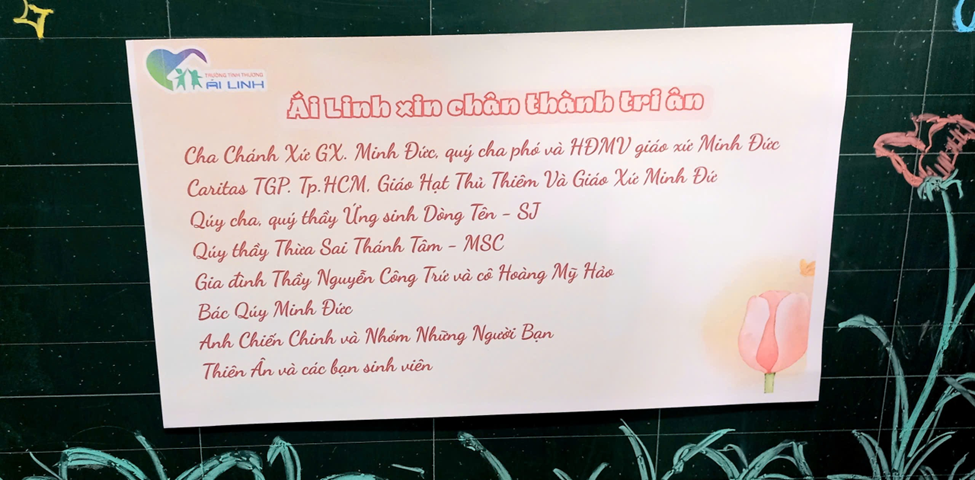 TRƯỜNG TÌNH THƯƠNG
ÁI LINH
Ái Linh xin chân thành tri ân
Cha Chánh Xứ GX. Minh Đức, quý cha phó và HĐMV giáo xứ Minh Đức
Caritas TGP. Tp.HCM, Giáo Hạt Thủ Thiêm Và Giáo Xứ Minh Đứ
Qúy cha, quý thầy Ứng sinh Dòng Tên - SJ
Qúy thầy Thừa Sai Thánh Tâm - MSC
Gia đình Thầy Nguyễn Công Trứ và cô Hoàng Mỹ Hảo
Bác Qúy Minh Đức
Anh Chiến Chinh và Nhóm Những Người Bạn
Thiên Ân và các bạn sinh viên